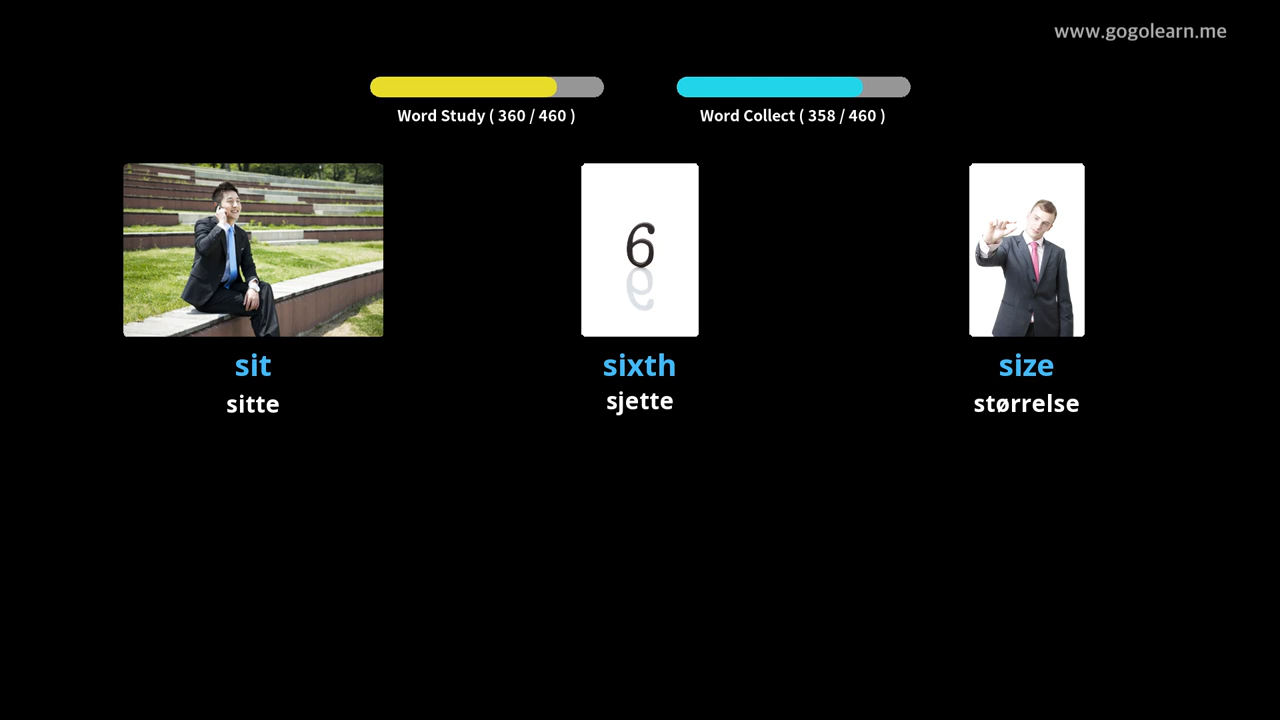 www.gogolearn.me
Word Study ( 360 / 460 )
Word Collect ( 358 / 460 )
6
sit
sixth
size
sitte
sjette
størrelse